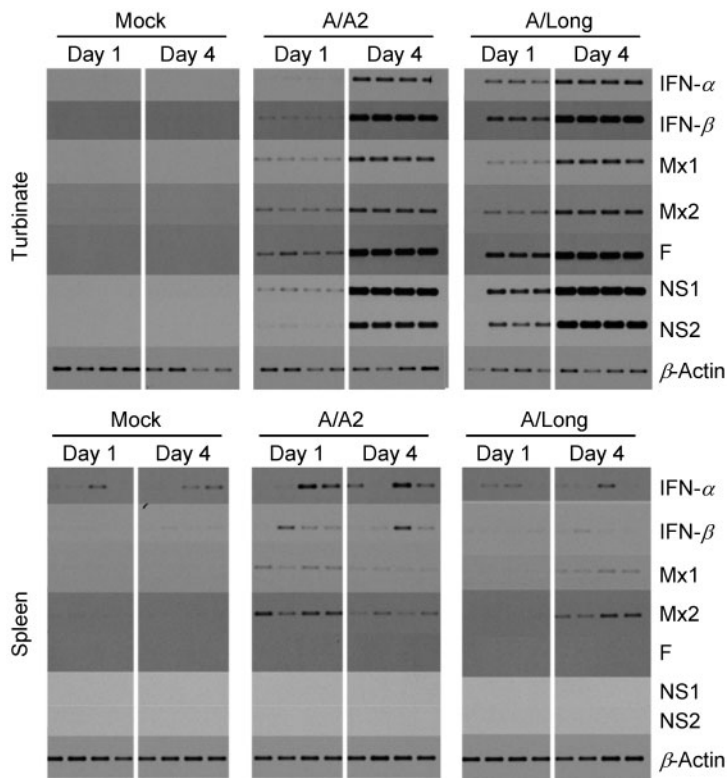 Mock A/A2 A/Long
Day 1 Day 4 Day 1 Day 4 Day 1 Day 4
Turbinate
IFN-α
IFN-β
Mx1
Mx2
F
NS1
NS2
β-Actin
Mock A/A2 A/Long
Day 1 Day 4 Day 1 Day 4 Day 1 Day 4
Spleen
IFN-α
IFN-β
Mx1
Mx2
F
NS1
NS2
β-Actin